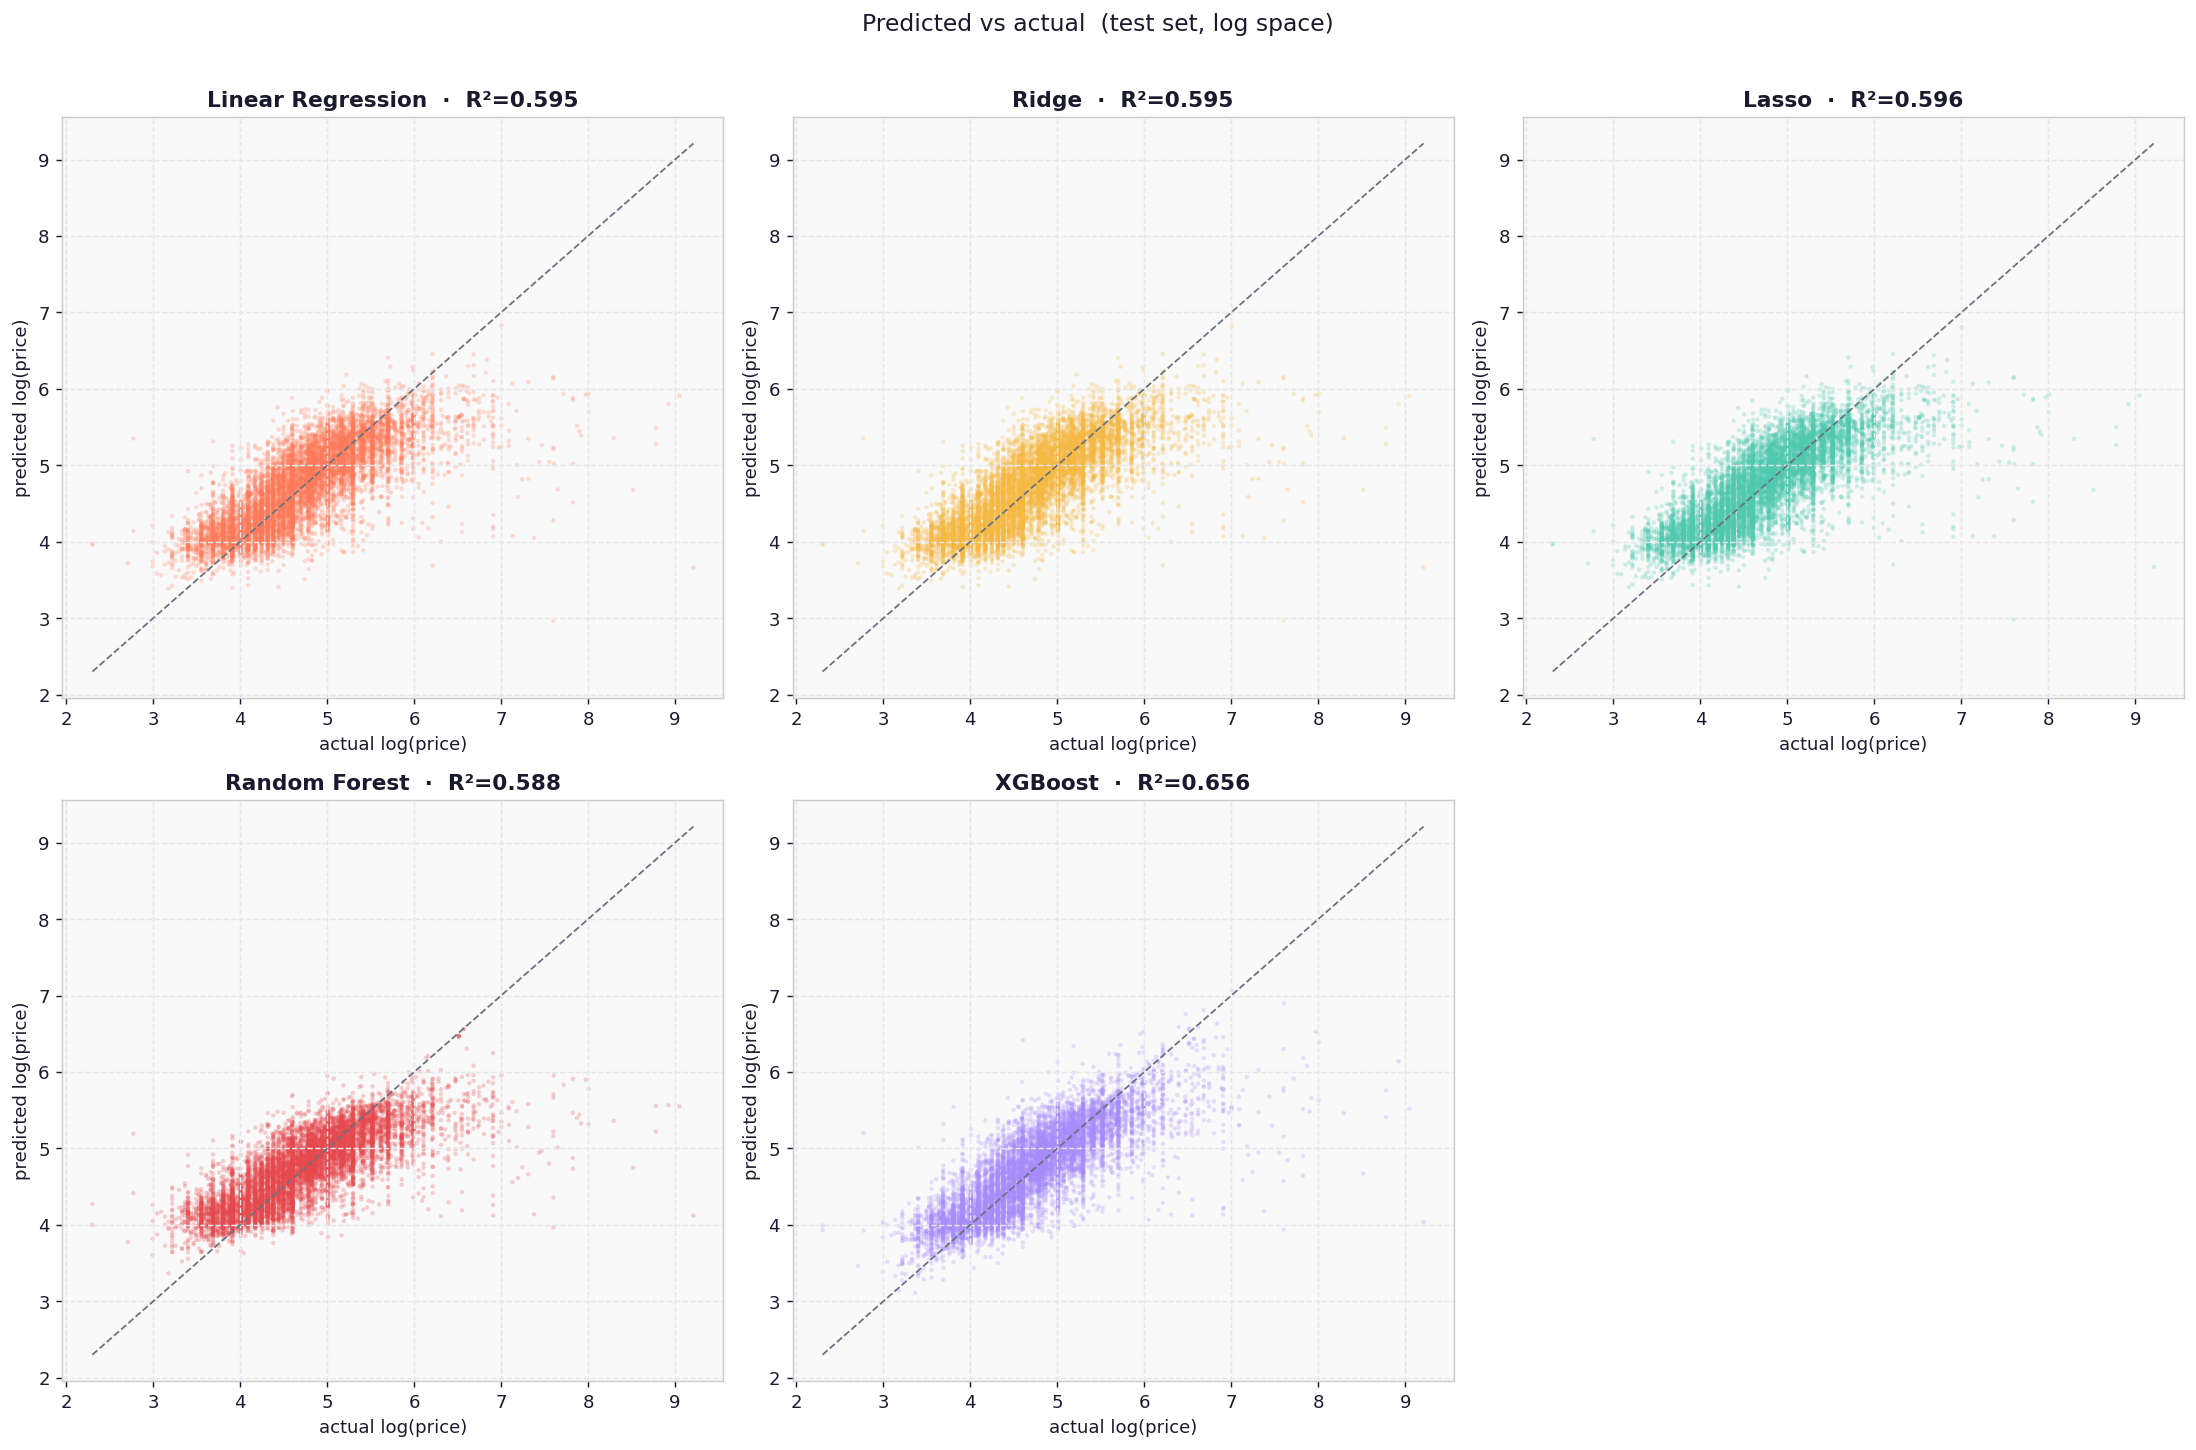 Predicted vs actual  (test set, log space)
Linear Regression  ·  R²=0.595
9
8
7
6
5
4
3
2
predicted log(price)
2 3 4 5 6 7 8 9
actual log(price)
Ridge  ·  R²=0.595
9
8
7
6
5
4
3
2
predicted log(price)
2 3 4 5 6 7 8 9
actual log(price)
Lasso  ·  R²=0.596
9
8
7
6
5
4
3
2
predicted log(price)
2 3 4 5 6 7 8 9
actual log(price)
Random Forest  ·  R²=0.588
9
8
7
6
5
4
3
2
predicted log(price)
2 3 4 5 6 7 8 9
actual log(price)
XGBoost  ·  R²=0.656
9
8
7
6
5
4
3
2
predicted log(price)
2 3 4 5 6 7 8 9
actual log(price)